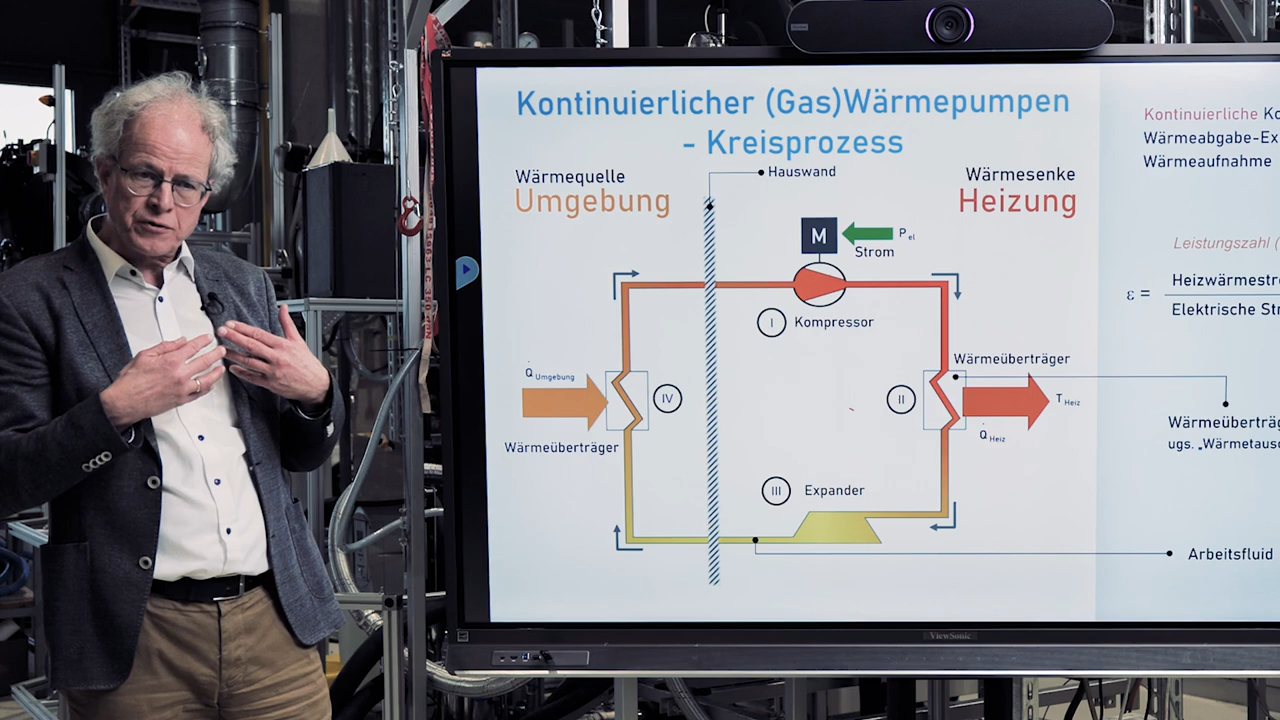 Kontinuierlicher (Gas)Wärmepumpen
- Kreisprozess
Wärmequelle
Umgebung
Hauswand
Wärmesenke
Heizung
M
P el
Strom
I
Kompressor
Q̇ Umgebung
IV
Wärmeüberträger
II
Wärmeüberträger
T Heiz
Q̇ Heiz
III
Expander
Kontinuierliche
Wärmeabgabe-Ex
Wärmeaufnahme
Leistungszahl (
ε =
Heizwärmestr
Elektrische Str
Wärmeüberträg
ugs. „Wärmetaus
Arbeitsfluid
ViewSonic